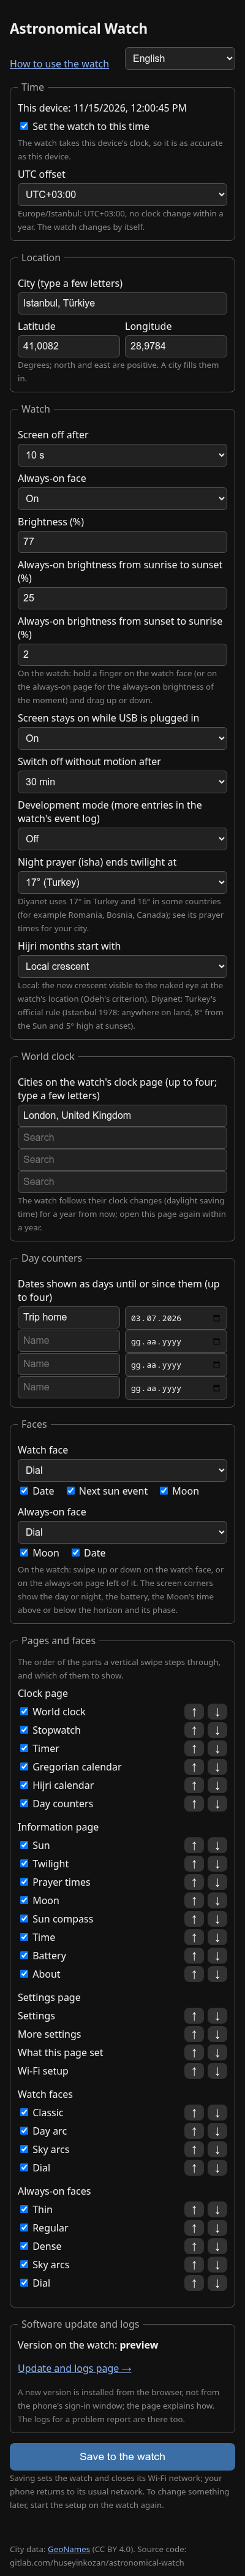 Astronomical Watch
How to use the watch
English
Time
This device: 11/15/2026, 12:00:45 PM
Set the watch to this time
The watch takes this device's clock, so it is as accurate
as this device.
UTC offset
UTC+03:00
Europe/Istanbul: UTC+03:00, no clock change within a
year. The watch changes by itself.
Location
City (type a few letters)
Istanbul, Türkiye
Latitude Longitude
41,0082 28,9784
Degrees; north and east are positive. A city fills them
in.
Watch
Screen off after
10 s
Always-on face
On
Brightness (%)
77
Always-on brightness from sunrise to sunset
(%)
25
Always-on brightness from sunset to sunrise
(%)
2
On the watch: hold a finger on the watch face (or on
the always-on page for the always-on brightness of
the moment) and drag up or down.
Screen stays on while USB is plugged in
On
Switch off without motion after
30 min
Development mode (more entries in the
watch's event log)
Off
Night prayer (isha) ends twilight at
17° (Turkey)
Diyanet uses 17° in Turkey and 16° in some countries
(for example Romania, Bosnia, Canada); see its prayer
times for your city.
Hijri months start with
Local crescent
Local: the new crescent visible to the naked eye at the
watch's location (Odeh's criterion). Diyanet: Turkey's
official rule (Istanbul 1978: anywhere on land, 8° from
the Sun and 5° high at sunset).
World clock
Cities on the watch's clock page (up to four;
type a few letters)
London, United Kingdom
Search
Search
Search
The watch follows their clock changes (daylight saving
time) for a year from now; open this page again within
a year.
Day counters
Dates shown as days until or since them (up
to four)
Trip home 03.07.2026
Name gg.aa.yyyy
Name gg.aa.yyyy
Name gg.aa.yyyy
Faces
Watch face
Dial
Date Next sun event Moon
Always-on face
Dial
Moon Date
On the watch: swipe up or down on the watch face, or
on the always-on page left of it. The screen corners
show the day or night, the battery, the Moon's time
above or below the horizon and its phase.
Pages and faces
The order of the parts a vertical swipe steps through,
and which of them to show.
Clock page
World clock ↑ ↓
Stopwatch ↑ ↓
Timer ↑ ↓
Gregorian calendar ↑ ↓
Hijri calendar ↑ ↓
Day counters ↑ ↓
Information page
Sun ↑ ↓
Twilight ↑ ↓
Prayer times ↑ ↓
Moon ↑ ↓
Sun compass ↑ ↓
Time ↑ ↓
Battery ↑ ↓
About ↑ ↓
Settings page
Settings ↑ ↓
More settings ↑ ↓
What this page set ↑ ↓
Wi-Fi setup ↑ ↓
Watch faces
Classic ↑ ↓
Day arc ↑ ↓
Sky arcs ↑ ↓
Dial ↑ ↓
Always-on faces
Thin ↑ ↓
Regular ↑ ↓
Dense ↑ ↓
Sky arcs ↑ ↓
Dial ↑ ↓
Software update and logs
Version on the watch: preview
Update and logs page →
A new version is installed from the browser, not from
the phone's sign-in window; the page explains how.
The logs for a problem report are there too.
Save to the watch
Saving sets the watch and closes its Wi-Fi network; your
phone returns to its usual network. To change something
later, start the setup on the watch again.
City data: GeoNames (CC BY 4.0). Source code:
gitlab.com/huseyinkozan/astronomical-watch